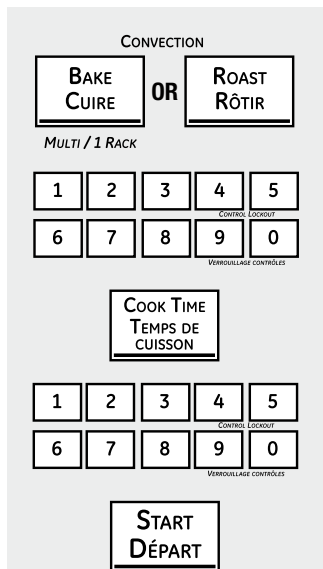 CONVECTION
BAKE
CUIRE
OR
ROAST
RÔTIR
MULTI / 1 RACK
1 2 3 4 5
CONTROL LOCKOUT
6 7 8 9 0
VERROUILLAGE CONTRÔLES
COOK TIME
TEMPS DE
CUISSON
1 2 3 4 5
CONTROL LOCKOUT
6 7 8 9 0
VERROUILLAGE CONTRÔLES
START
DÉPART